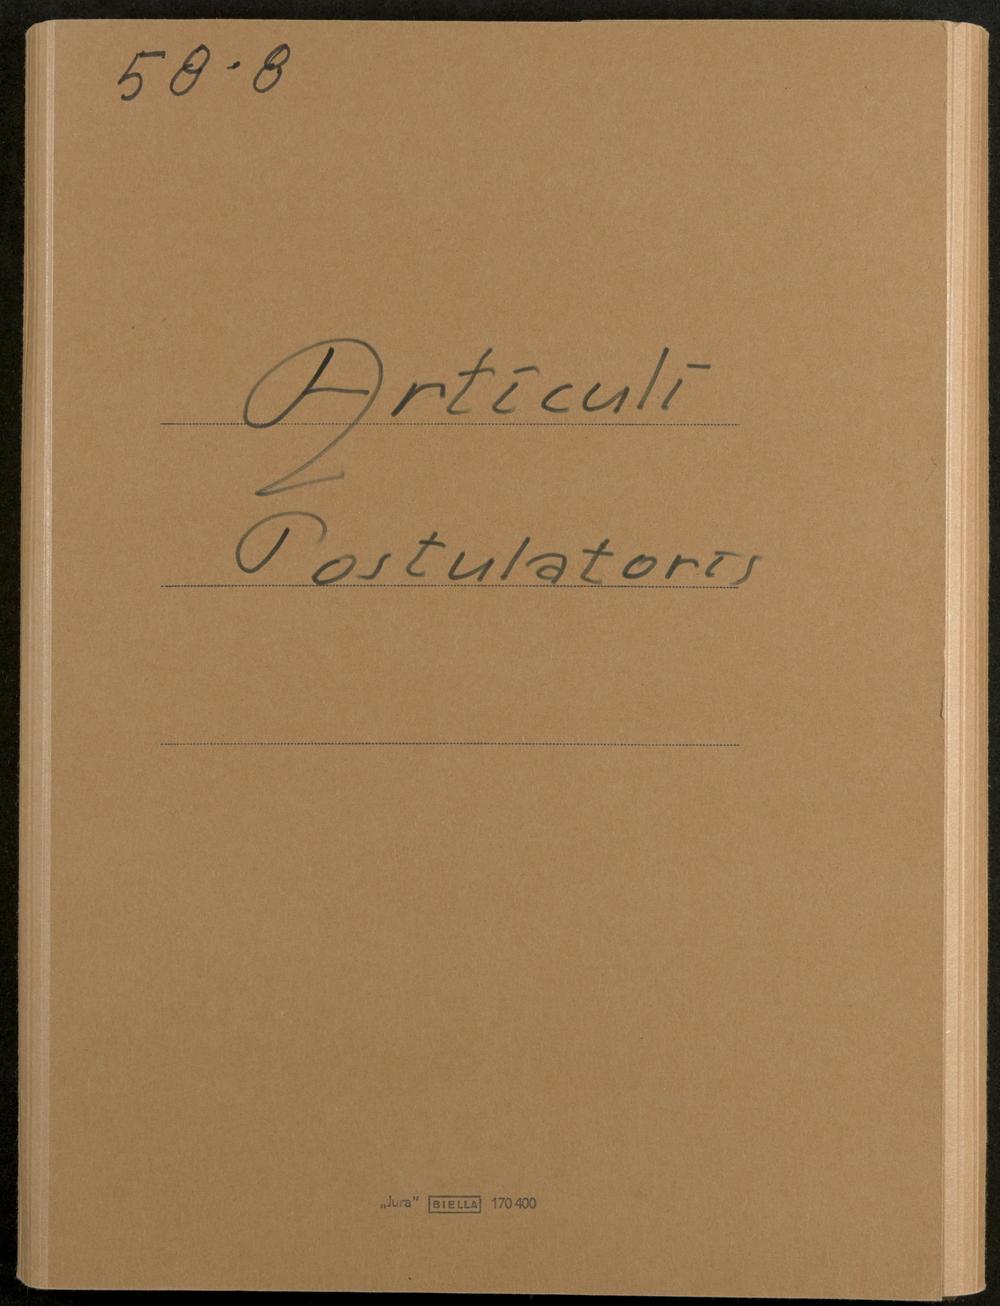 58.8
Articuli
Postulatoris
„Jura" BIELLA 170 400